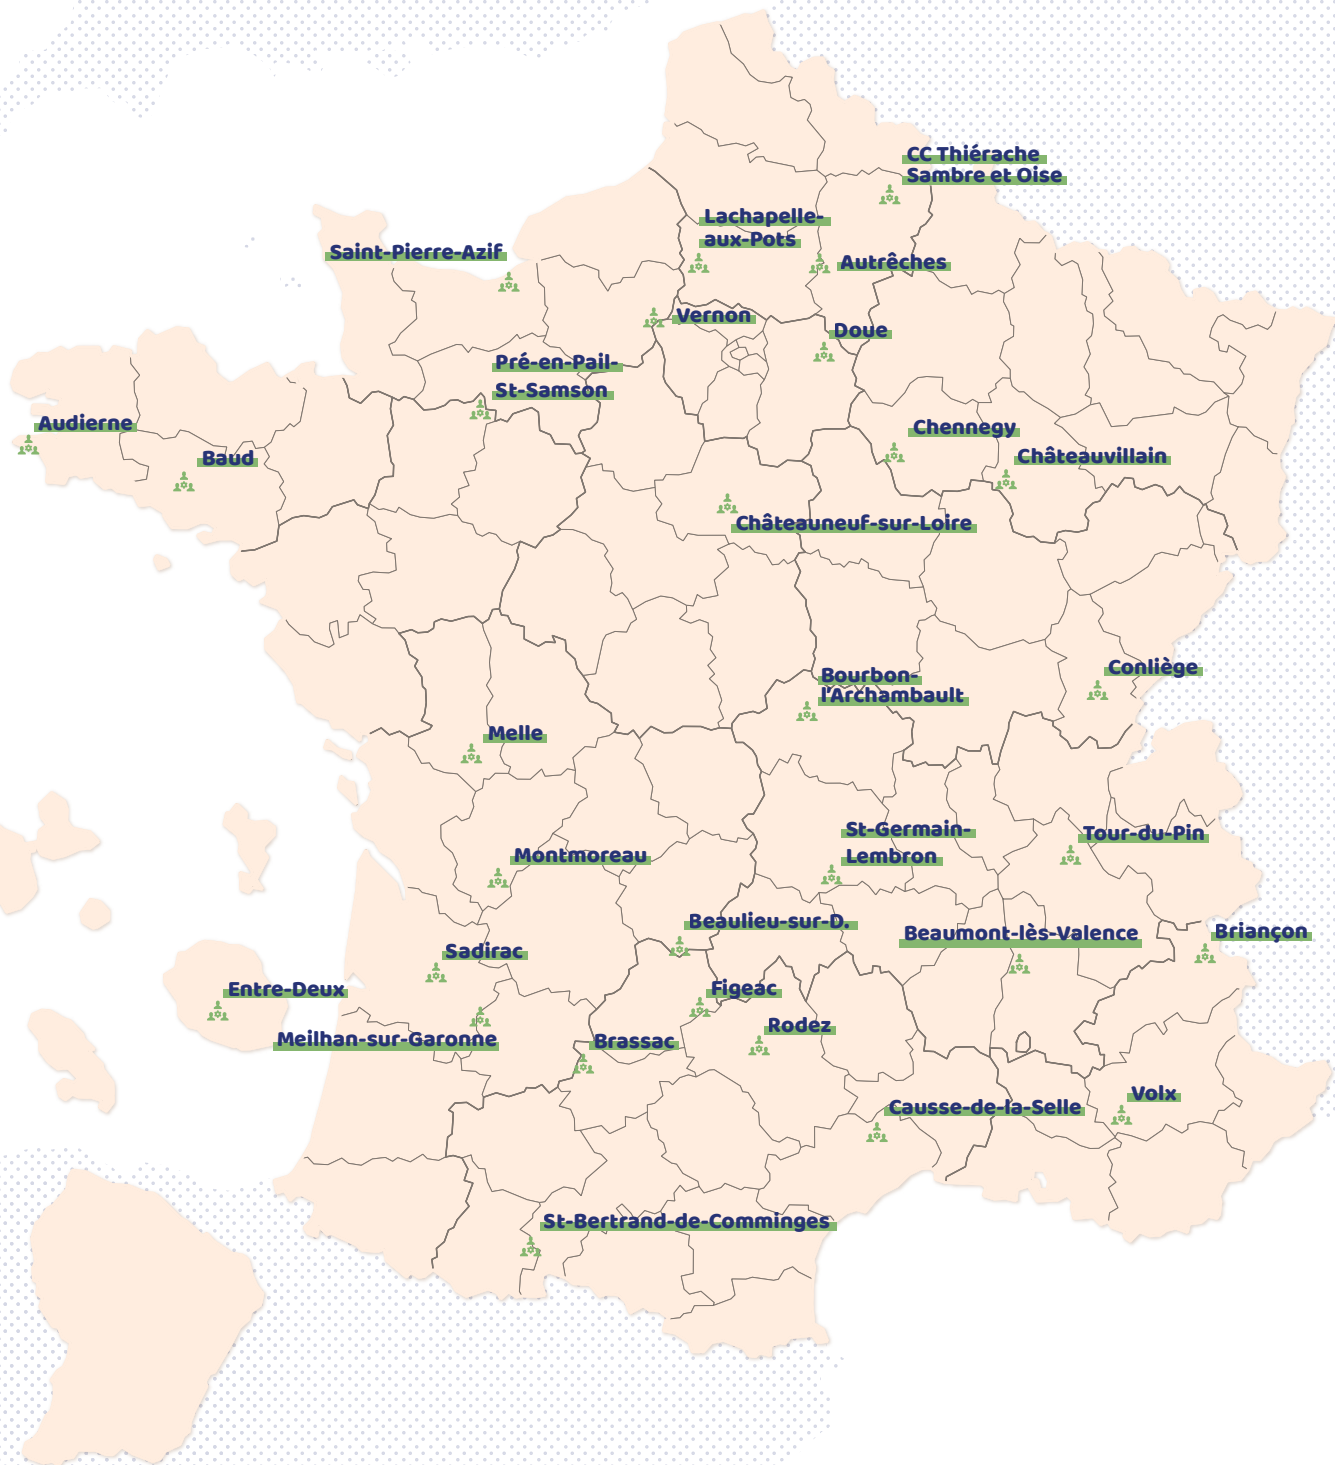 CC Thiérache
Sambre et Oise
Lachapelle-
aux-Pots
Saint-Pierre-Azif
Autrêches
Vernon
Doue
Pré-en-Pail-
St-Samson
Audierne
Baud
Chennegy
Châteauvillain
Châteauneuf-sur-Loire
Conliège
Bourbon-
l'Archambault
Melle
St-Germain-
Lembron
Tour-du-Pin
Montmoreau
Beaulieu-sur-D.
Beaumont-lès-Valence
Briançon
Sadirac
Entre-Deux
Figeac
Rodez
Meilhan-sur-Garonne
Brassac
Volx
Causse-de-la-Selle
St-Bertrand-de-Comminges